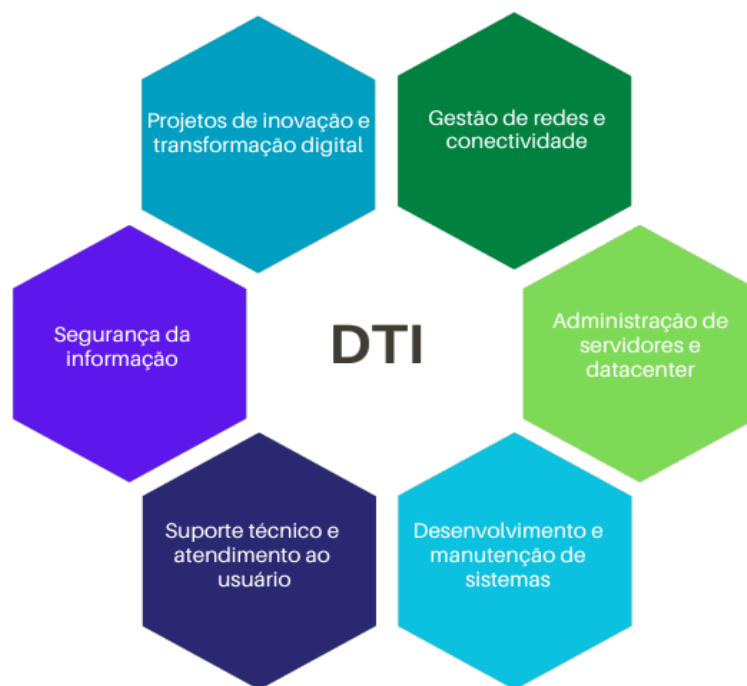 Projetos de inovação e
transformação digital
Gestão de redes e
conectividade
Segurança da
informação
DTI
Administração de
servidores e
datacenter
Suporte técnico e
atendimento ao
usuário
Desenvolvimento e
manutenção de
sistemas